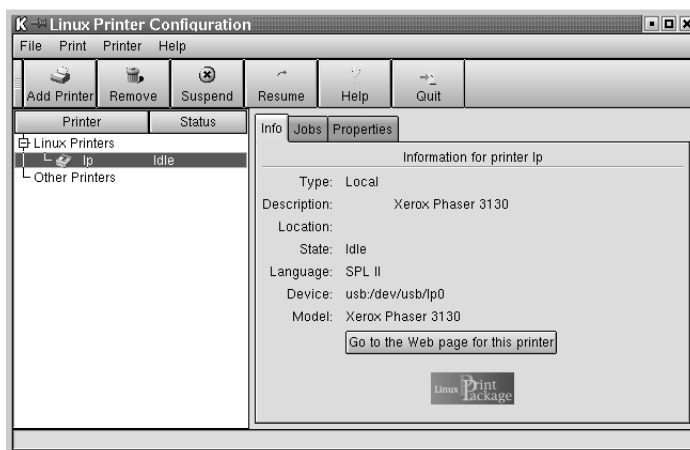 Linux Printer Configuration
File Print Printer Help
Add Printer Remove Suspend Resume Help Quit
Printer Status
Linux Printers
lp Idle
Other Printers
Info Jobs Properties
Information for printer lp
Type: Local
Description: Xerox Phaser 3130
Location:
State: Idle
Language: SPL II
Device: usb:/dev/usb/lp0
Model: Xerox Phaser 3130
Go to the Web page for this printer
Linux Print Package